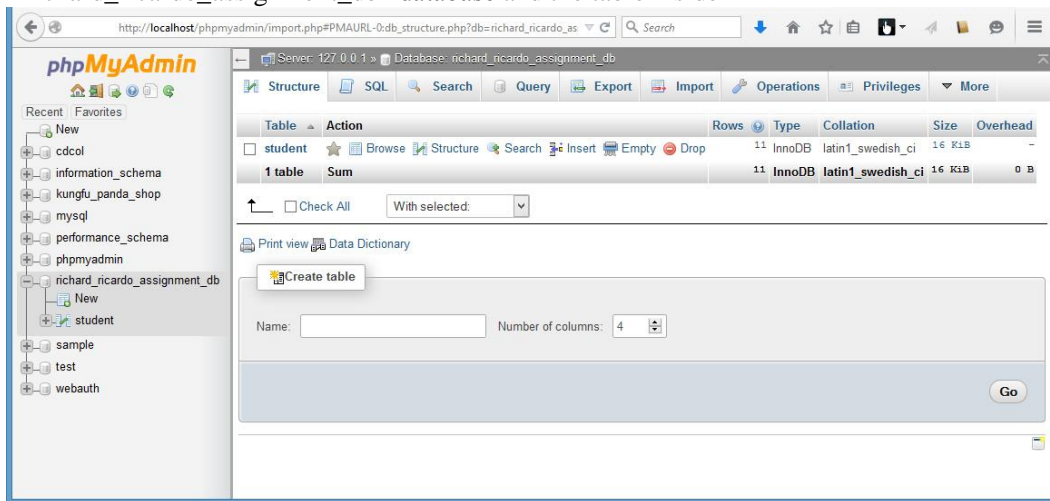 http://localhost/phpmyadmin/import.php#PMAURL-0:db_structure.php?db=richard_ricardo_as
Search
phpMyAdmin
Recent Favorites
New
cdcol
information_schema
kungfu_panda_shop
mysql
performance_schema
phpmyadmin
richard_ricardo_assignment_db
New
student
sample
test
webauth
Server: 127.0.0.1 » Database: richard_ricardo_assignment_db
Structure SQL Search Query Export Import Operations Privileges More
Table Action Rows Type Collation Size Overhead
student Browse Structure Search Insert Empty Drop 11 InnoDB latin1_swedish_ci 16 KiB -
1 table Sum 11 InnoDB latin1_swedish_ci 16 KiB 0 B
Check All With selected:
Print view Data Dictionary
Create table
Name: Number of columns: 4
Go